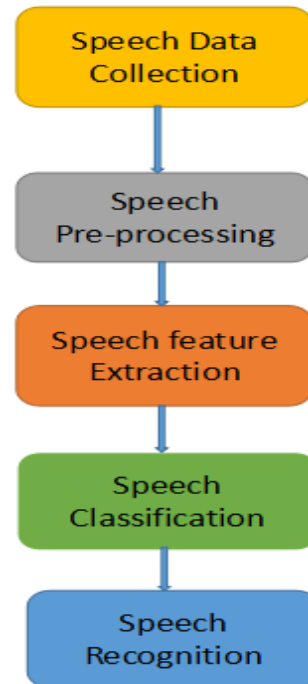 Speech Data
Collection
Speech
Pre-processing
Speech feature
Extraction
Speech
Classification
Speech
Recognition